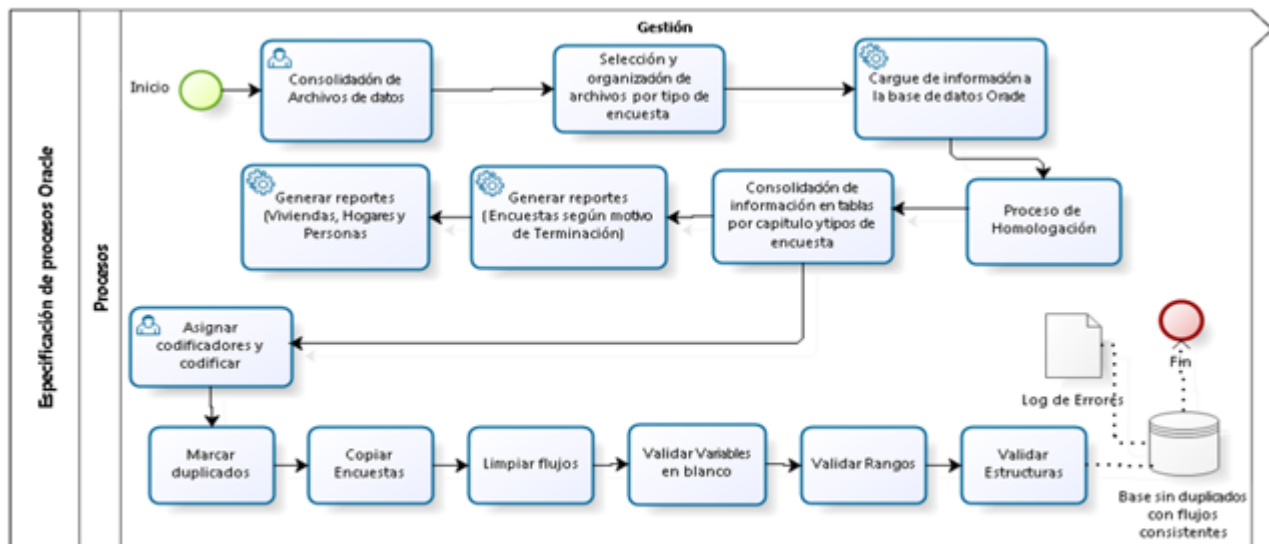 Gestión
Especificación de procesos Oracle
Procesos
Inicio
Consolidación de
Archivos de datos
Selección y
organización de
archivos por tipo de
encuesta
Cargue de información a
la base de datos Oracle
Generar reportes
(Viviendas, Hogares y
Personas
Generar reportes
(Encuestas según motivo
de Terminación)
Consolidación de
información en tablas
por capitulo ytipos de
encuesta
Proceso de
Homologación
Asignar
codificadores y
codificar
Log de Errores
Fin
Marcar
duplicados
Copiar
Encuestas
Limpiar flujos
Validar Variables
en blanco
Validar Rangos
Validar
Estructuras
Base sin duplicados
con flujos
consistentes